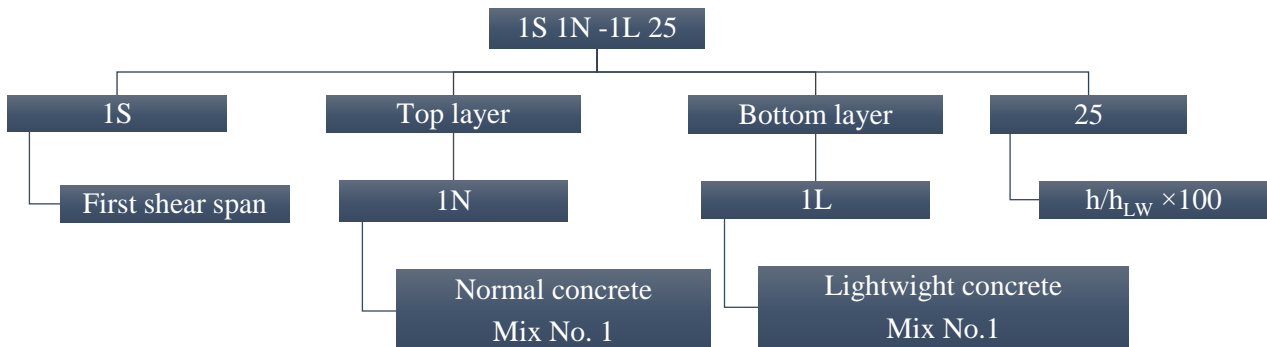 1S 1N -1L 25
1S
Top layer
Bottom layer
25
First shear span
1N
1L
h/hLW ×100
Normal concrete
Mix No. 1
Lightwight concrete
Mix No.1